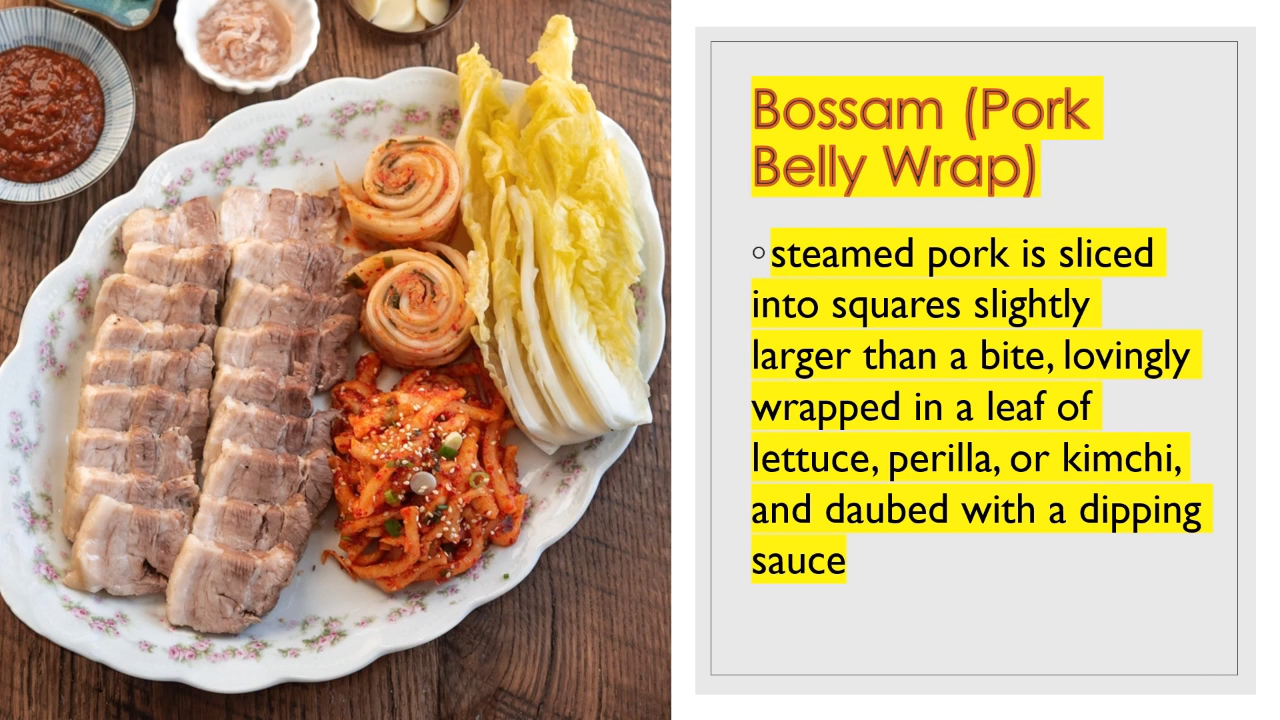 Bossam (Pork
Belly Wrap)
steamed pork is sliced
into squares slightly
larger than a bite, lovingly
wrapped in a leaf of
lettuce, perilla, or kimchi,
and daubed with a dipping
sauce